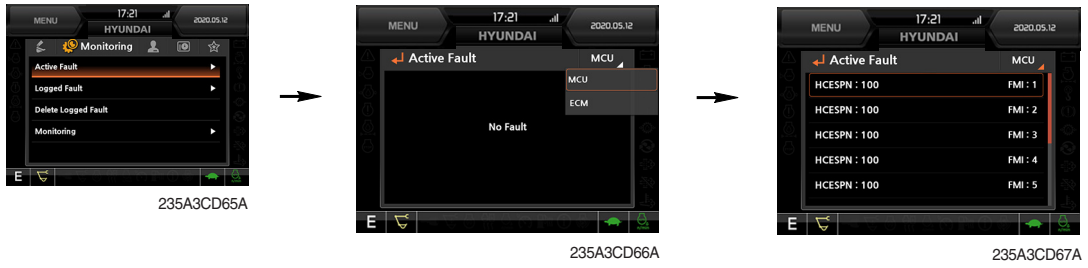 MENU
17:21
2020.05.12
HYUNDAI
Monitoring
Active Fault
Logged Fault
Delete Logged Fault
Monitoring
E
235A3CD65A
MENU
17:21
2020.05.12
HYUNDAI
Active Fault
MCU
MCU
ECM
No Fault
E
235A3CD66A
MENU
17:21
2020.05.12
HYUNDAI
Active Fault
MCU
HCESPN : 100 FMI : 1
HCESPN : 100 FMI : 2
HCESPN : 100 FMI : 3
HCESPN : 100 FMI : 4
HCESPN : 100 FMI : 5
E
235A3CD67A